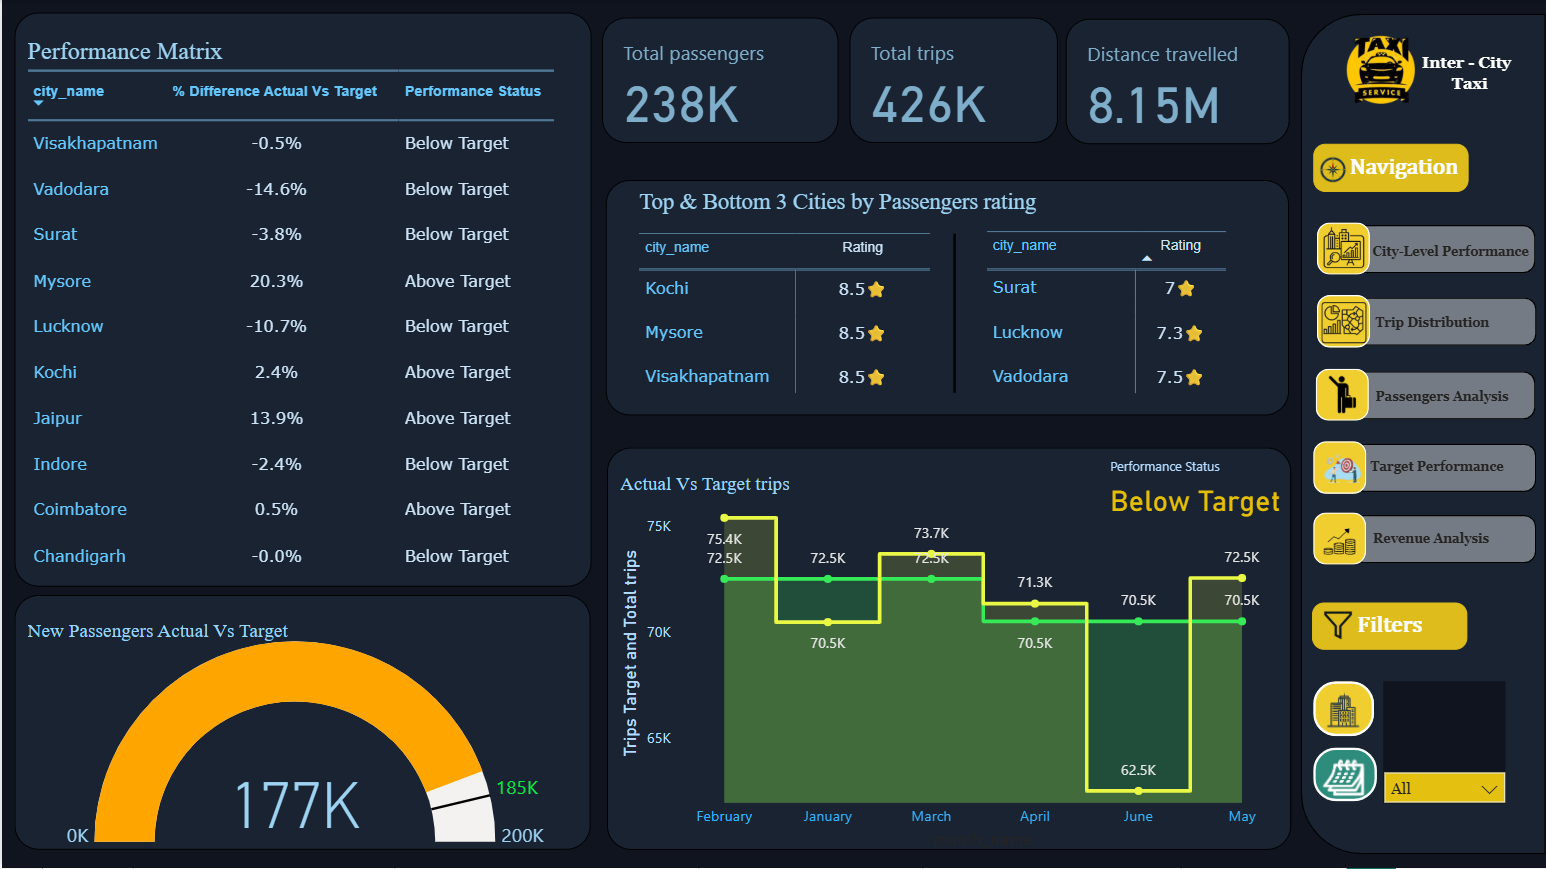 Performance Matrix
city_name % Difference Actual Vs Target Performance Status
Visakhapatnam -0.5% Below Target
Vadodara -14.6% Below Target
Surat -3.8% Below Target
Mysore 20.3% Above Target
Lucknow -10.7% Below Target
Kochi 2.4% Above Target
Jaipur 13.9% Above Target
Indore -2.4% Below Target
Coimbatore 0.5% Above Target
Chandigarh -0.0% Below Target
New Passengers Actual Vs Target
177K
185K
0K
200K
Total passengers
238K
Total trips
426K
Distance travelled
8.15M
Top & Bottom 3 Cities by Passengers rating
city_name Rating
Kochi 8.5
Mysore 8.5
Visakhapatnam 8.5
city_name Rating
Surat 7
Lucknow 7.3
Vadodara 7.5
Actual Vs Target trips
Performance Status
Below Target
Trips Target and Total trips
75K
70K
65K
75.4K
72.5K
72.5K
70.5K
73.7K
72.5K
71.3K
70.5K
70.5K
62.5K
72.5K
70.5K
February January March April June May
TAXI
SERVICE
Inter - City
Taxi
Navigation
City-Level Performance
Trip Distribution
Passengers Analysis
Target Performance
Revenue Analysis
Filters
All